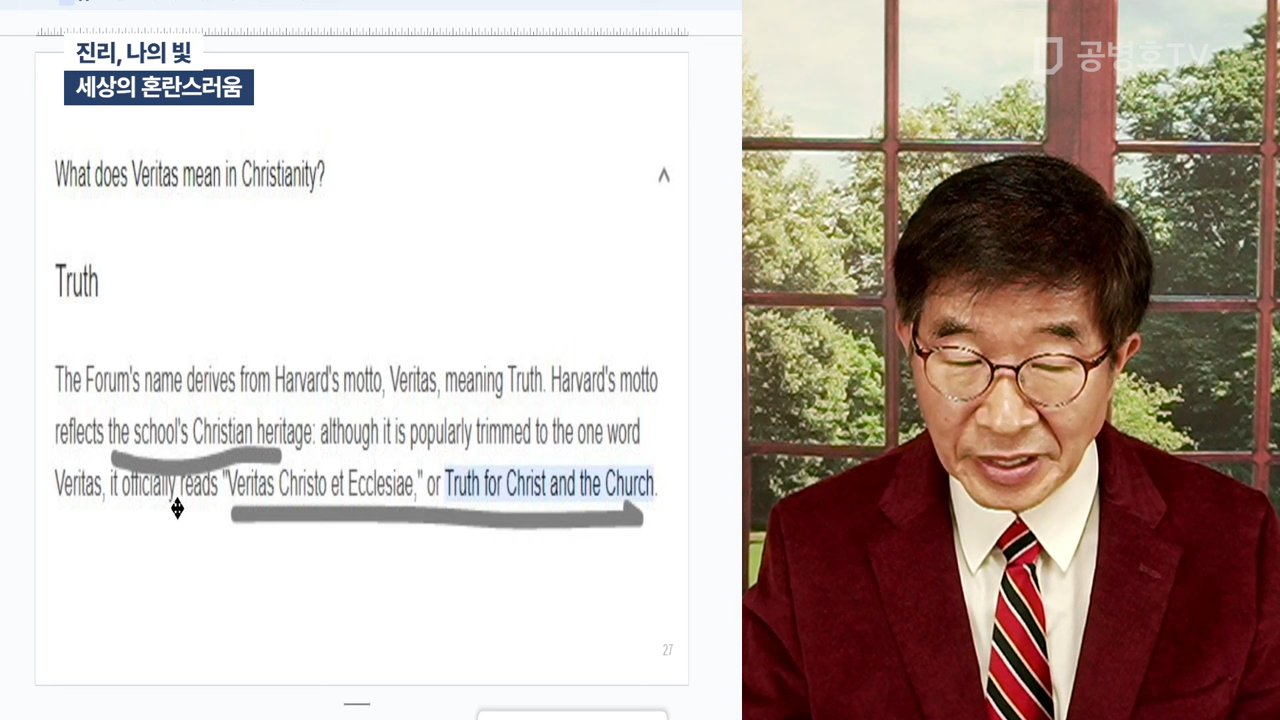 진리, 나의 빛
세상의 혼란스러움
공병호TV
What does Veritas mean in Christianity?
Truth
The Forum's name derives from Harvard's motto, Veritas, meaning Truth. Harvard's motto
reflects the school's Christian heritage: although it is popularly trimmed to the one word
Veritas, it officially reads "Veritas Christo et Ecclesiae," or Truth for Christ and the Church.
27